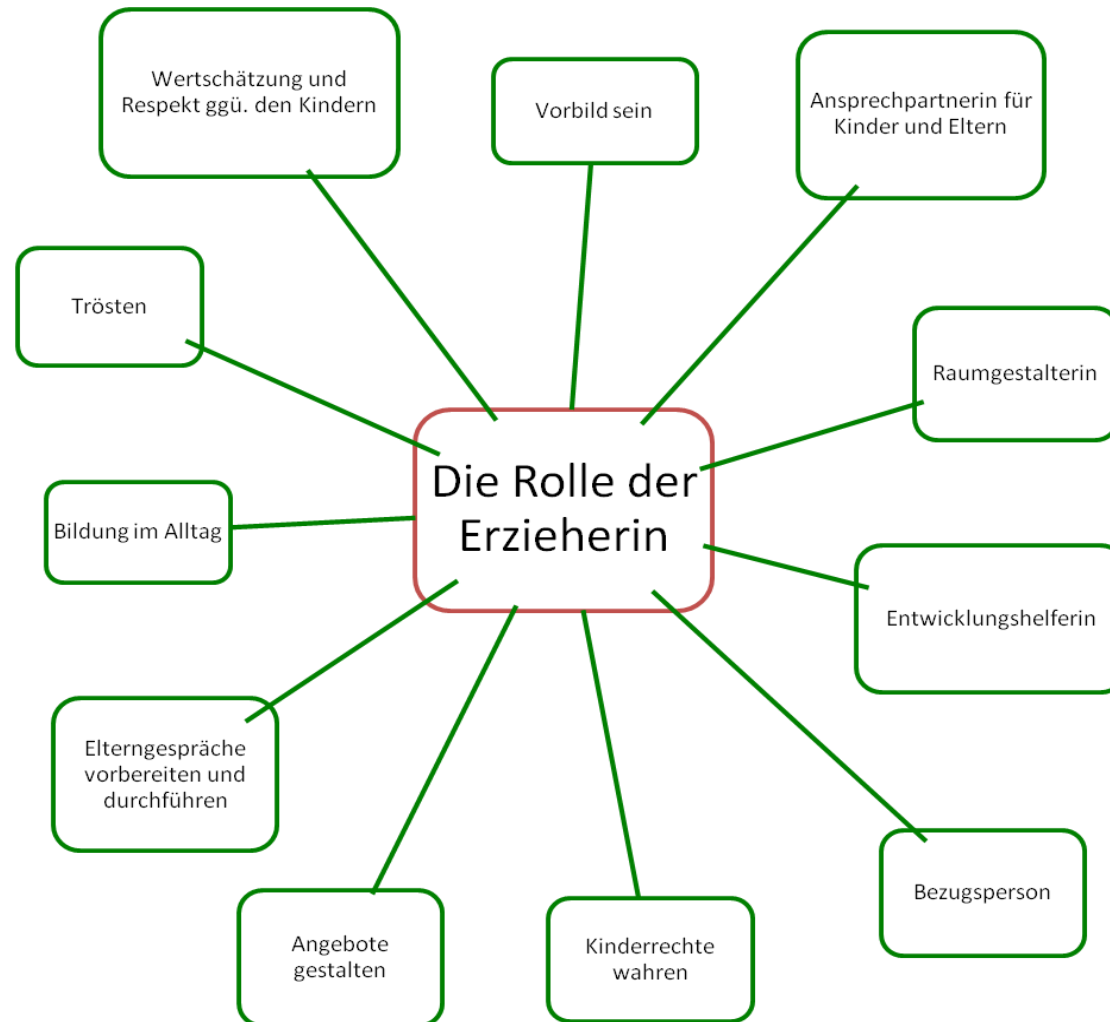 Wertschätzung und
Respekt ggü. den Kindern
Vorbild sein
Ansprechpartnerin für
Kinder und Eltern
Trösten
Raumgestalterin
Die Rolle der
Erzieherin
Bildung im Alltag
Entwicklungshelferin
Elterngespräche
vorbereiten und
durchführen
Bezugsperson
Angebote
gestalten
Kinderrechte
wahren